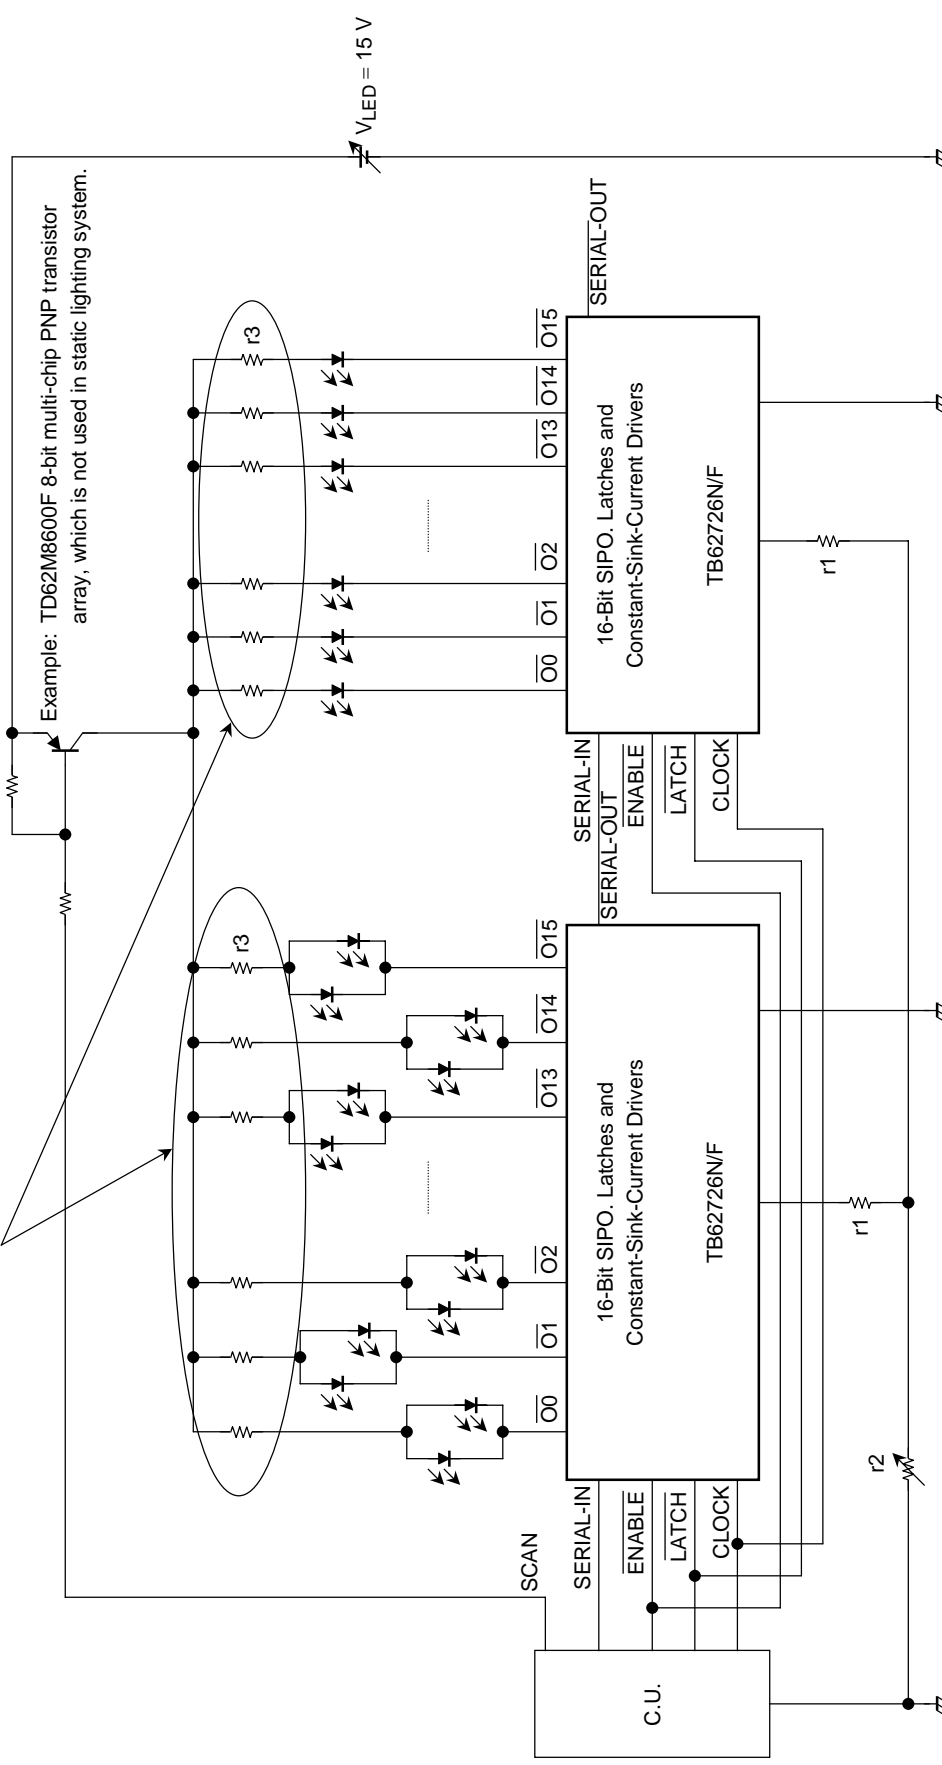 VLED = 15 V
Example: TD62M8600F 8-bit multi-chip PNP transistor
array, which is not used in static lighting system.
r3
r3
SCAN
O0
O1
O2
O13
O14
O15
O0
O1
O2
O13
O14
O15
SERIAL-OUT
C.U.
SERIAL-IN
ENABLE
LATCH
CLOCK
16-Bit SIPO. Latches and
Constant-Sink-Current Drivers
TB62726N/F
SERIAL-OUT
SERIAL-IN
ENABLE
LATCH
CLOCK
16-Bit SIPO. Latches and
Constant-Sink-Current Drivers
TB62726N/F
r1
r1
r2